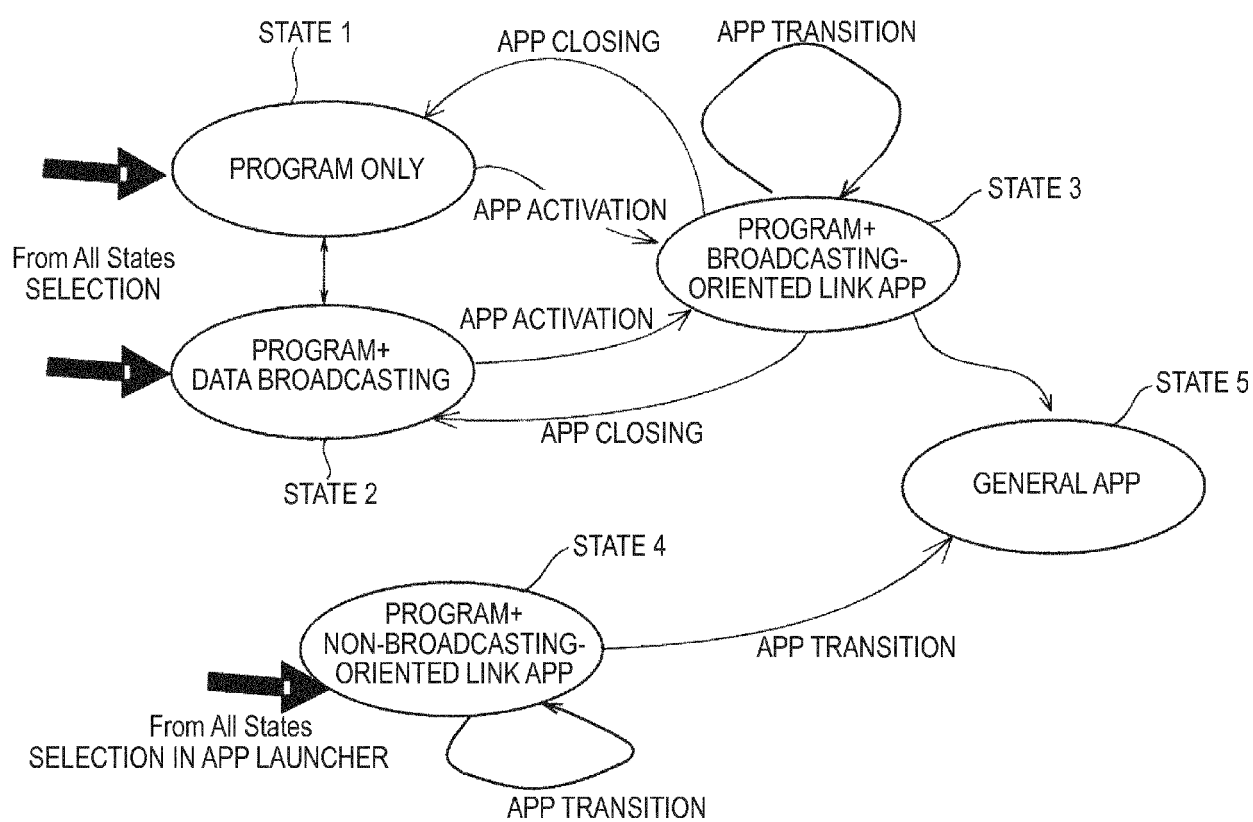 STATE 1
APP CLOSING
APP TRANSITION
PROGRAM ONLY
APP ACTIVATION
STATE 3
PROGRAM+
BROADCASTING-
ORIENTED LINK APP
From All States
SELECTION
APP ACTIVATION
PROGRAM+
DATA BROADCASTING
APP CLOSING
STATE 2
STATE 5
GENERAL APP
STATE 4
PROGRAM+
NON-BROADCASTING-
ORIENTED LINK APP
APP TRANSITION
From All States
SELECTION IN APP LAUNCHER
APP TRANSITION